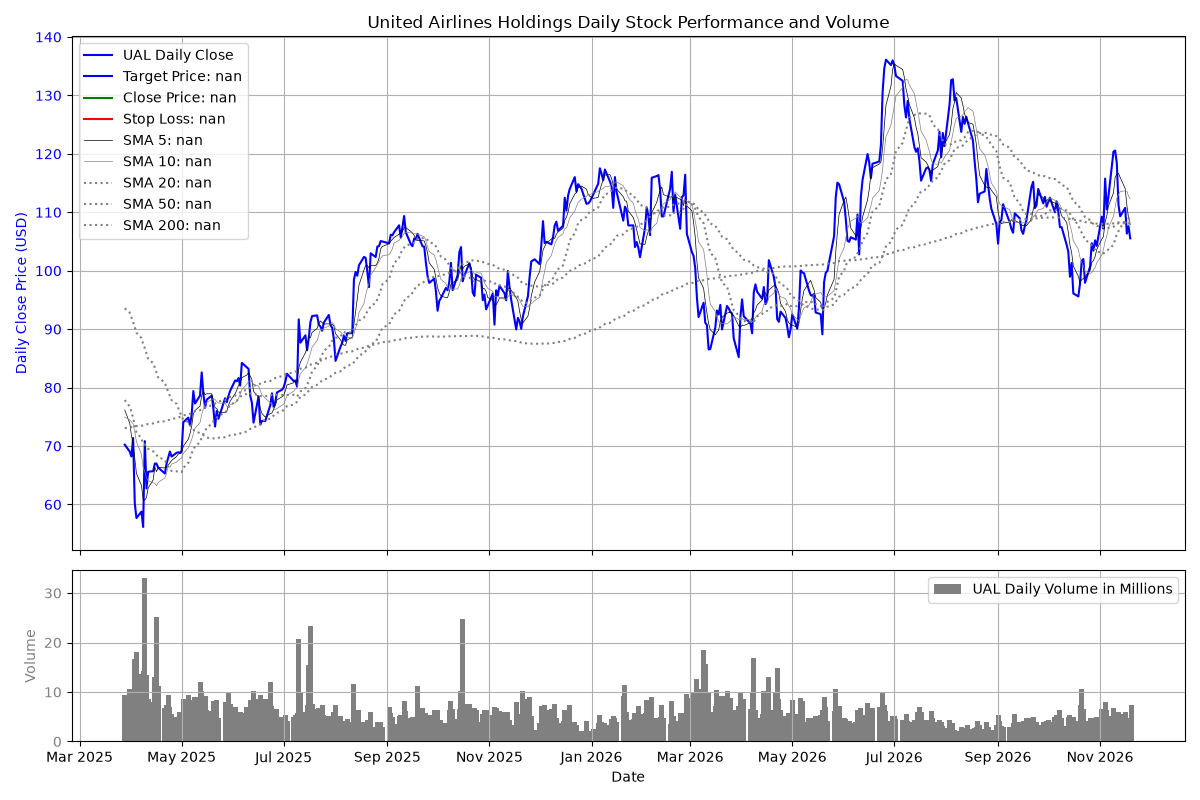 United Airlines Holdings Daily Stock Performance and Volume
140
130
120
110
100
90
80
70
60
Daily Close Price (USD)
UAL Daily Close
Target Price: nan
Close Price: nan
Stop Loss: nan
SMA 5: nan
SMA 10: nan
SMA 20: nan
SMA 50: nan
SMA 200: nan
30
20
10
0
Volume
UAL Daily Volume in Millions
Mar 2025 May 2025 Jul 2025 Sep 2025 Nov 2025 Jan 2026 Mar 2026 May 2026 Jul 2026 Sep 2026 Nov 2026
Date